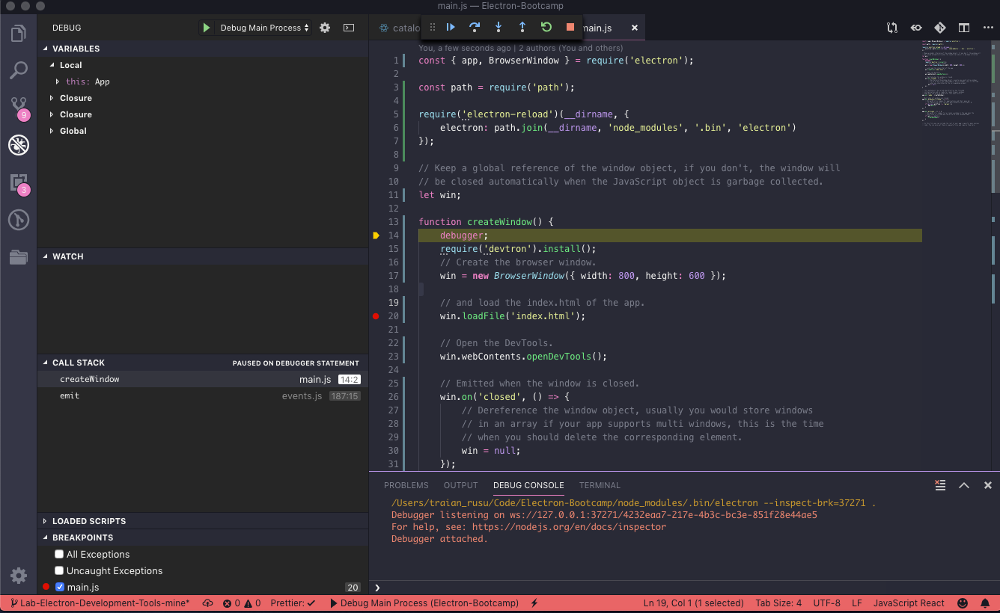 main.js — Electron-Bootcamp
DEBUG
Debug Main Process
catalo
main.js
9
3
VARIABLES
Local
this: App
Closure
Closure
Global
WATCH
CALL STACK
PAUSED ON DEBUGGER STATEMENT
createWindow main.js 14:2
emit events.js 187:15
LOADED SCRIPTS
BREAKPOINTS
All Exceptions
Uncaught Exceptions
main.js 20
You, a few seconds ago | 2 authors (You and others)
1 const { app, BrowserWindow } = require('electron');
2
3 const path = require('path');
4
5 require('electron-reload')(__dirname, {
6 electron: path.join(__dirname, 'node_modules', '.bin', 'electron')
7 });
8
9 // Keep a global reference of the window object, if you don't, the window will
10 // be closed automatically when the JavaScript object is garbage collected.
11 let win;
12
13 function createWindow() {
14 debugger;
15 require('devtron').install();
16 // Create the browser window.
17 win = new BrowserWindow({ width: 800, height: 600 });
18
19 // and load the index.html of the app.
20 win.loadFile('index.html');
21
22 // Open the DevTools.
23 win.webContents.openDevTools();
24
25 // Emitted when the window is closed.
26 win.on('closed', () => {
27 // Dereference the window object, usually you would store windows
28 // in an array if your app supports multi windows, this is the time
29 // when you should delete the corresponding element.
30 win = null;
31 });
PROBLEMS OUTPUT DEBUG CONSOLE TERMINAL
/Users/traian_rusu/Code/Electron-Bootcamp/node_modules/.bin/electron --inspect-brk=37271 .
Debugger listening on ws://127.0.0.1:37271/4232eaa7-217e-4b3c-bc3e-851f28e44ae5
For help, see: https://nodejs.org/en/docs/inspector
Debugger attached.
❯
Lab-Electron-Development-Tools-mine* 0 0 Prettier: ✓ Debug Main Process (Electron-Bootcamp) Ln 19, Col 1 (1 selected) Tab Size: 4 UTF-8 LF JavaScript React